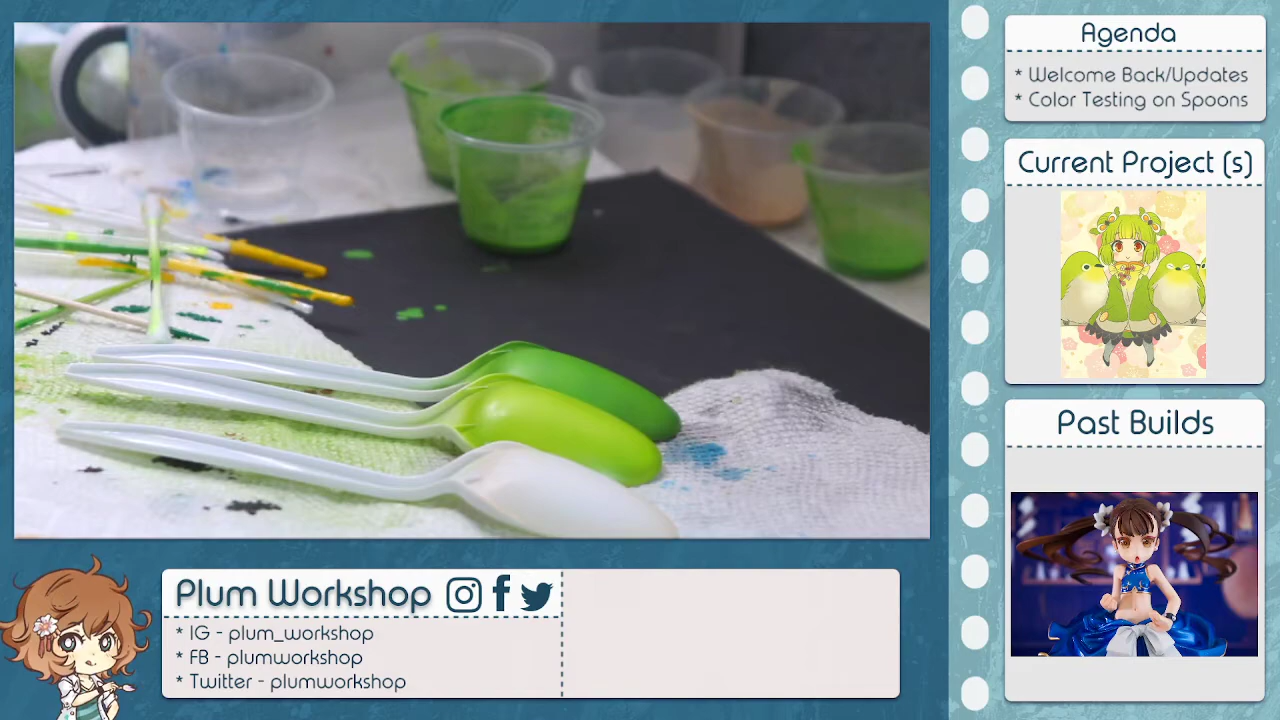 Agenda
* Welcome Back/Updates
* Color Testing on Spoons
Current Project (s)
Past Builds
Plum Workshop
* IG - plum_workshop
* FB - plumworkshop
* Twitter - plumworkshop